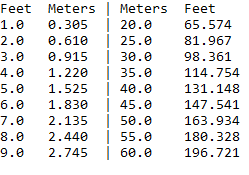 Feet  Meters | Meters  Feet
1.0   0.305  | 20.0    65.574
2.0   0.610  | 25.0    81.967
3.0   0.915  | 30.0    98.361
4.0   1.220  | 35.0    114.754
5.0   1.525  | 40.0    131.148
6.0   1.830  | 45.0    147.541
7.0   2.135  | 50.0    163.934
8.0   2.440  | 55.0    180.328
9.0   2.745  | 60.0    196.721